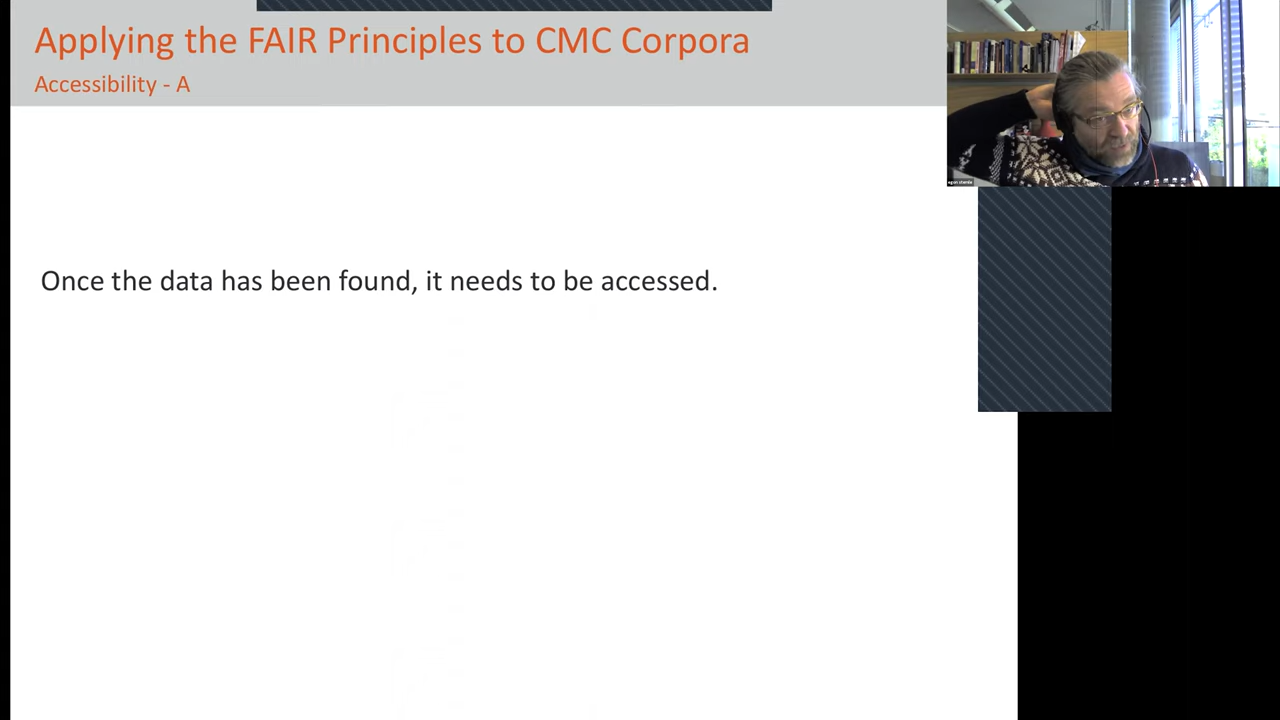 Applying the FAIR Principles to CMC Corpora
Accessibility - A
Once the data has been found, it needs to be accessed.